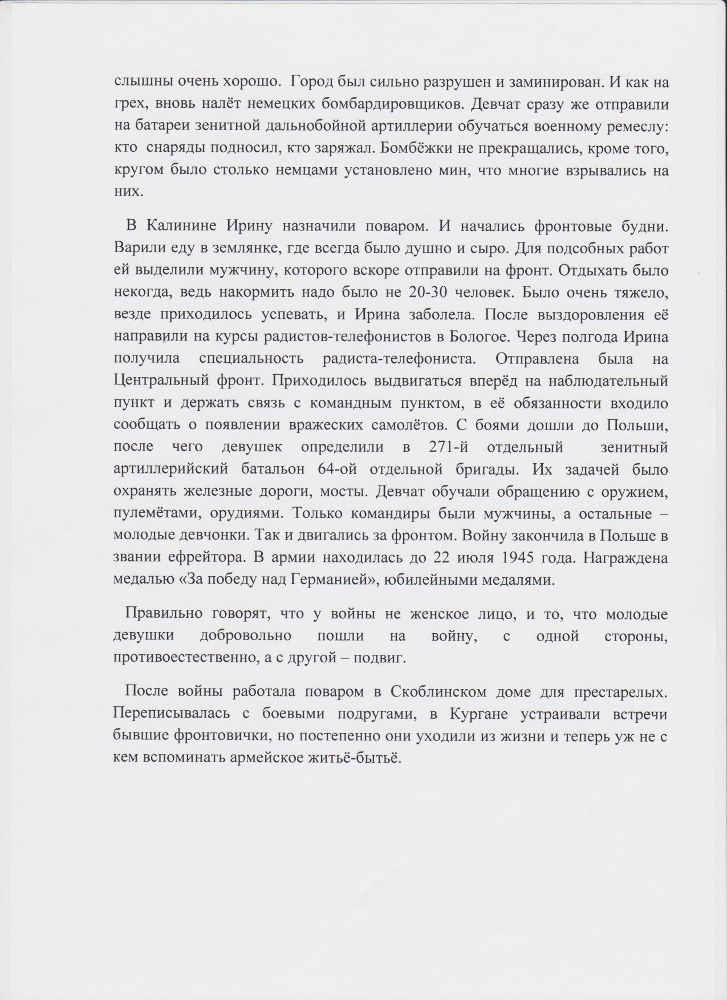 слышны очень хорошо.  Город был сильно разрушен и заминирован. И как на
грех, вновь налёт немецких бомбардировщиков. Девчат сразу же отправили
на батареи зенитной дальнобойной артиллерии обучаться военному ремеслу:
кто  снаряды подносил, кто заряжал. Бомбёжки не прекращались, кроме того,
кругом было столько немцами установлено мин, что многие взрывались на
них.
В Калинине Ирину назначили поваром. И начались фронтовые будни.
Варили еду в землянке, где всегда было душно и сыро. Для подсобных работ
ей выделили мужчину, которого вскоре отправили на фронт. Отдыхать было
некогда, ведь накормить надо было не 20-30 человек. Было очень тяжело,
везде приходилось успевать, и Ирина заболела. После выздоровления её
направили на курсы радистов-телефонистов в Бологое. Через полгода Ирина
получила специальность радиста-телефониста. Отправлена была на
Центральный фронт. Приходилось выдвигаться вперёд на наблюдательный
пункт и держать связь с командным пунктом, в её обязанности входило
сообщать о появлении вражеских самолётов. С боями дошли до Польши,
после чего девушек определили в 271-й отдельный  зенитный
артиллерийский батальон 64-ой отдельной бригады. Их задачей было
охранять железные дороги, мосты. Девчат обучали обращению с оружием,
пулемётами, орудиями. Только командиры были мужчины, а остальные –
молодые девчонки. Так и двигались за фронтом. Войну закончила в Польше в
звании ефрейтора. В армии находилась до 22 июля 1945 года. Награждена
медалью «За победу над Германией», юбилейными медалями.
Правильно говорят, что у войны не женское лицо, и то, что молодые
девушки добровольно пошли на войну, с одной стороны,
противоестественно, а с другой – подвиг.
После войны работала поваром в Скоблинском доме для престарелых.
Переписывалась с боевыми подругами, в Кургане устраивали встречи
бывшие фронтовички, но постепенно они уходили из жизни и теперь уж не с
кем вспоминать армейское житьё-бытьё.